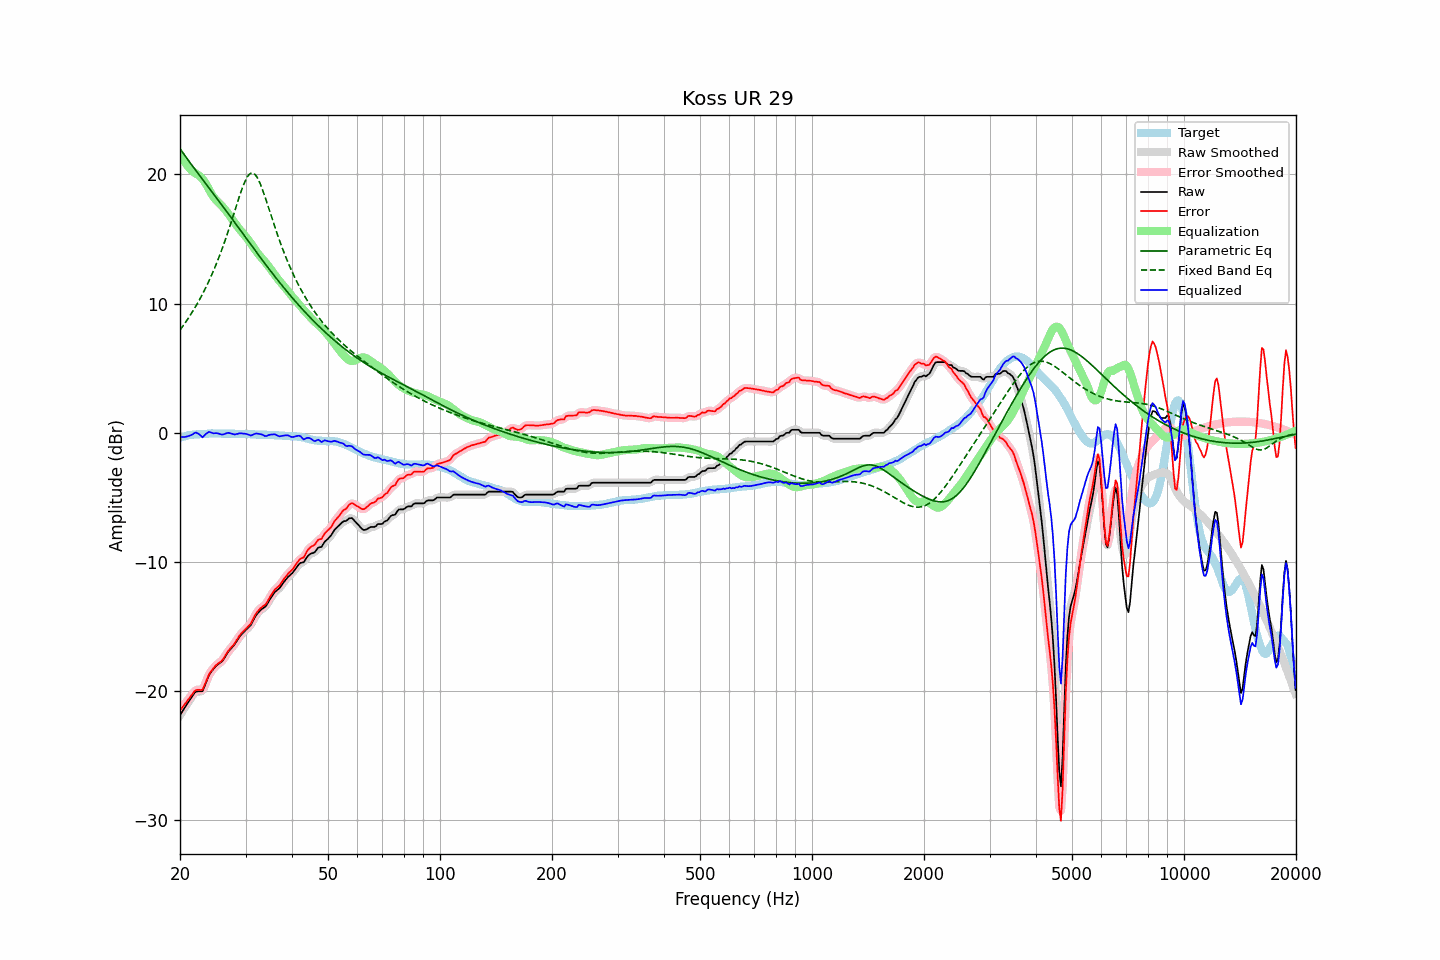 Koss UR 29
Target
Raw Smoothed
Error Smoothed
Raw
Error
Equalization
Parametric Eq
Fixed Band Eq
Equalized
Amplitude (dBr)
20
10
0
−10
−20
−30
20
50
100
200
500
1000
2000
5000
10000
20000
Frequency (Hz)